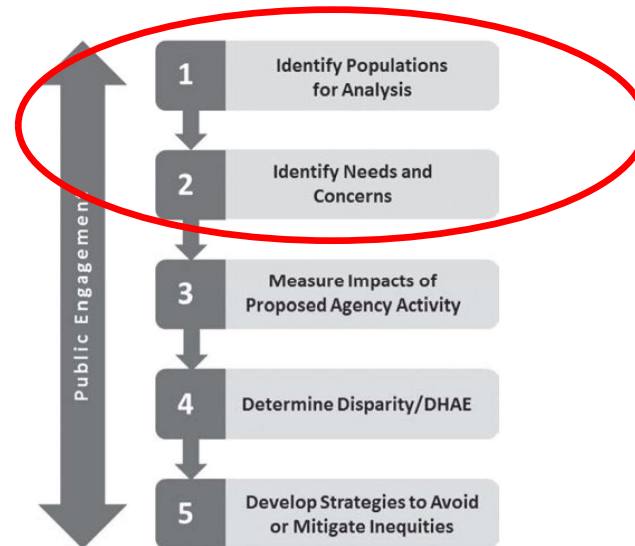 1
Identify Populations
for Analysis
2
Identify Needs and
Concerns
3
Measure Impacts of
Proposed Agency Activity
4
Determine Disparity/DHAE
5
Develop Strategies to Avoid
or Mitigate Inequities
Public Engagement